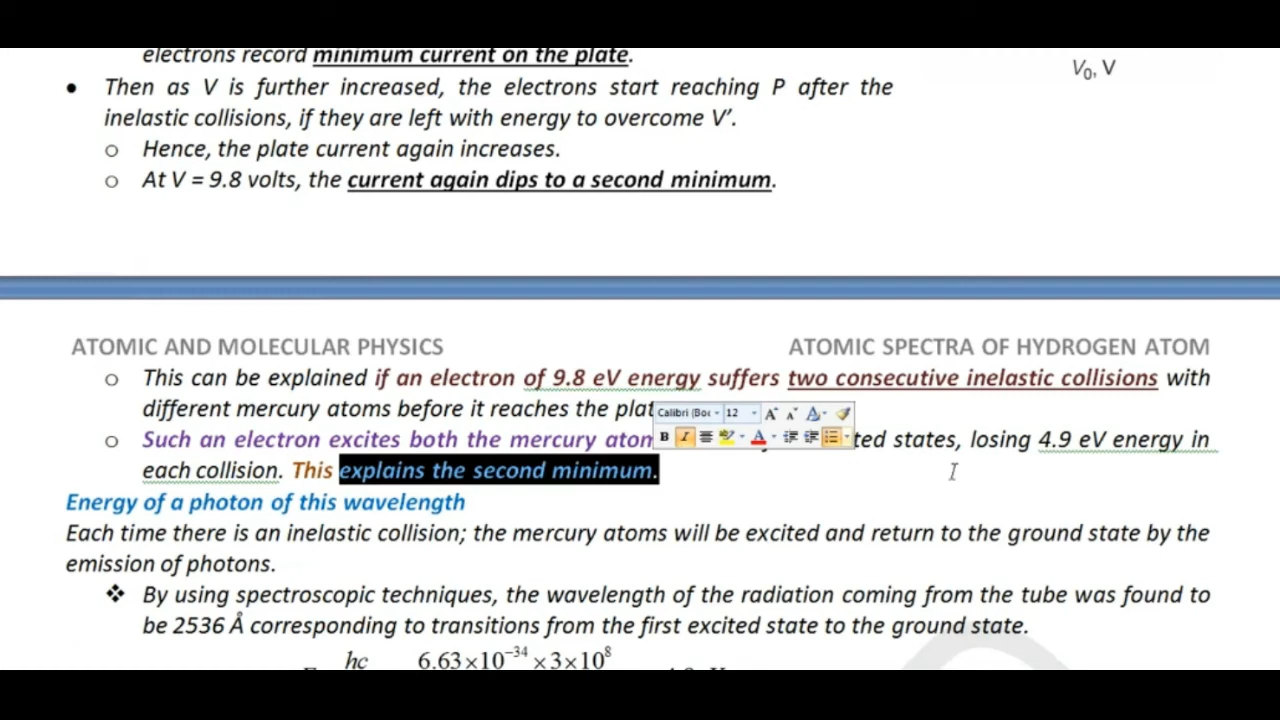 electrons record minimum current on the plate.
V₀, V
• Then as V is further increased, the electrons start reaching P after the
inelastic collisions, if they are left with energy to overcome V’.
o Hence, the plate current again increases.
o At V = 9.8 volts, the current again dips to a second minimum.
ATOMIC AND MOLECULAR PHYSICS ATOMIC SPECTRA OF HYDROGEN ATOM
o This can be explained if an electron of 9.8 eV energy suffers two consecutive inelastic collisions with
different mercury atoms before it reaches the plat
Calibri (Boc 12
o Such an electron excites both the mercury atom ted states, losing 4.9 eV energy in
each collision. This explains the second minimum.
Energy of a photon of this wavelength
Each time there is an inelastic collision; the mercury atoms will be excited and return to the ground state by the
emission of photons.
❖ By using spectroscopic techniques, the wavelength of the radiation coming from the tube was found to
be 2536 Å corresponding to transitions from the first excited state to the ground state.
hc 6.63×10⁻³⁴ ×3×10⁸